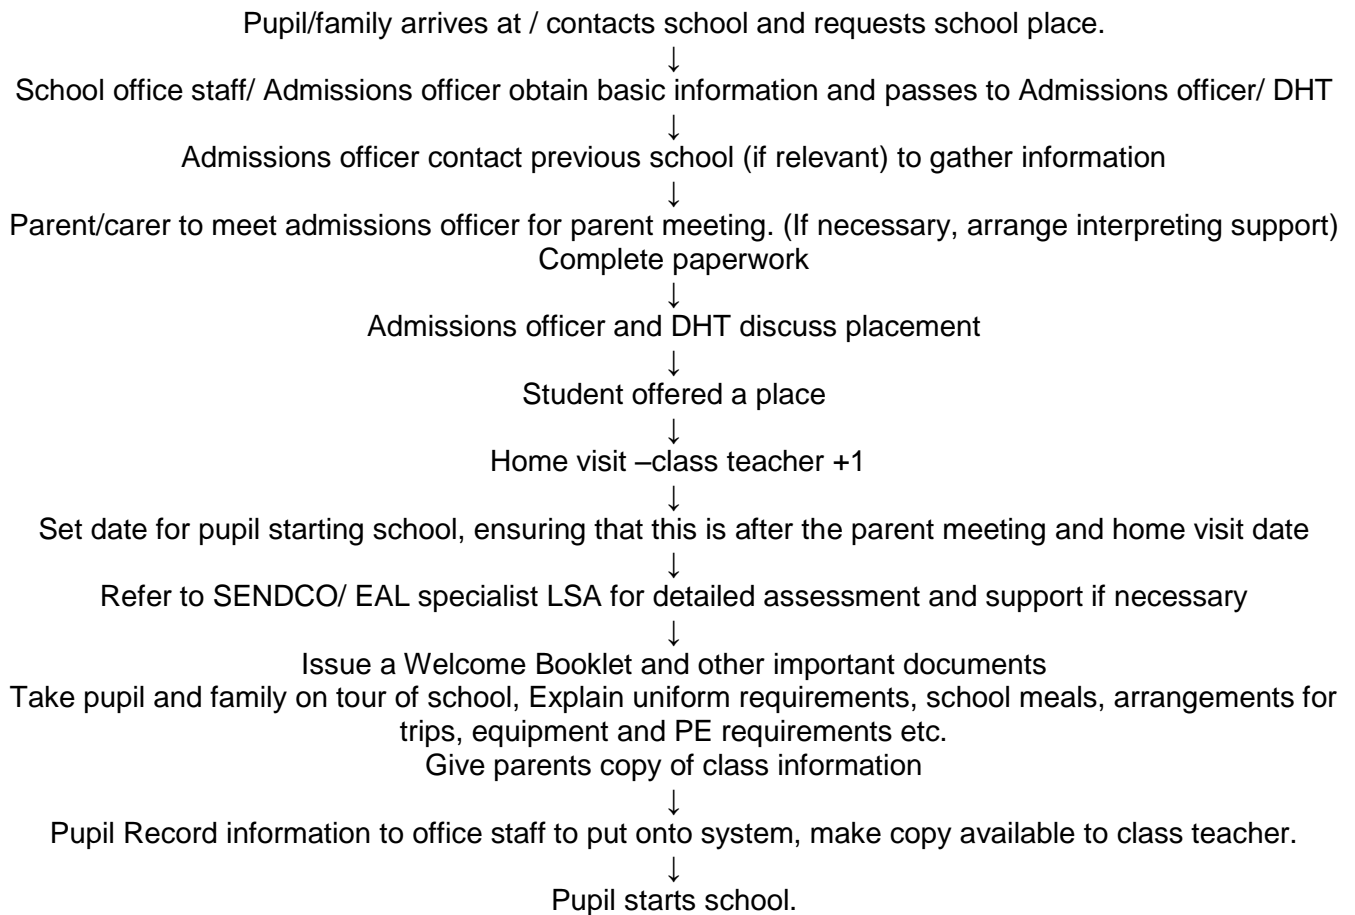 Pupil/family arrives at / contacts school and requests school place.
↓
School office staff/ Admissions officer obtain basic information and passes to Admissions officer/ DHT
↓
Admissions officer contact previous school (if relevant) to gather information
↓
Parent/carer to meet admissions officer for parent meeting. (If necessary, arrange interpreting support)
Complete paperwork
↓
Admissions officer and DHT discuss placement
↓
Student offered a place
↓
Home visit –class teacher +1
↓
Set date for pupil starting school, ensuring that this is after the parent meeting and home visit date
↓
Refer to SENDCO/ EAL specialist LSA for detailed assessment and support if necessary
↓
Issue a Welcome Booklet and other important documents
Take pupil and family on tour of school, Explain uniform requirements, school meals, arrangements for
trips, equipment and PE requirements etc.
Give parents copy of class information
↓
Pupil Record information to office staff to put onto system, make copy available to class teacher.
↓
Pupil starts school.